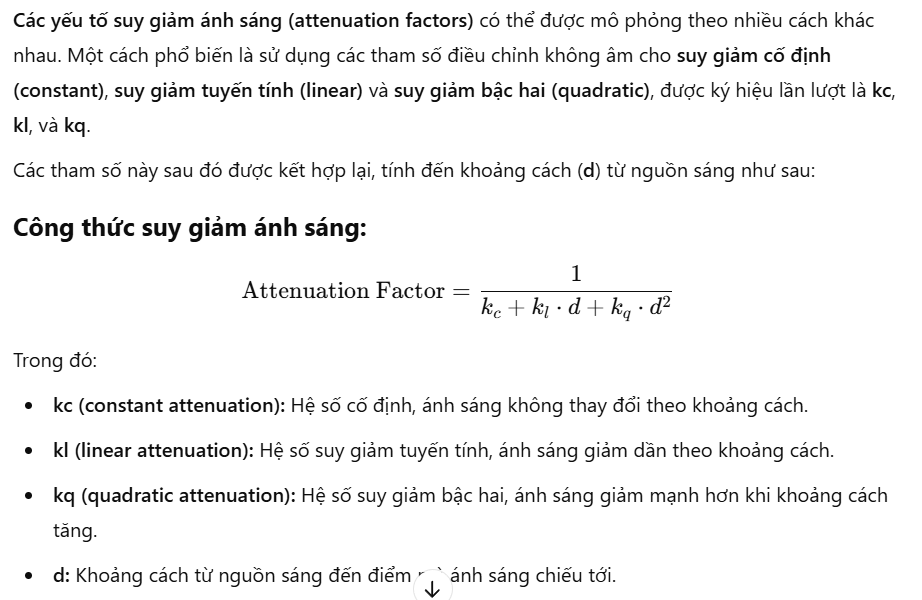 Các yếu tố suy giảm ánh sáng (attenuation factors) có thể được mô phỏng theo nhiều cách khác
nhau. Một cách phổ biến là sử dụng các tham số điều chỉnh không âm cho suy giảm cố định
(constant), suy giảm tuyến tính (linear) và suy giảm bậc hai (quadratic), được ký hiệu lần lượt là kc,
kl, và kq.
Các tham số này sau đó được kết hợp lại, tính đến khoảng cách (d) từ nguồn sáng như sau:
Công thức suy giảm ánh sáng:
Attenuation Factor = 1 / (k_c + k_l · d + k_q · d²)
Trong đó:
• kc (constant attenuation): Hệ số cố định, ánh sáng không thay đổi theo khoảng cách.
• kl (linear attenuation): Hệ số suy giảm tuyến tính, ánh sáng giảm dần theo khoảng cách.
• kq (quadratic attenuation): Hệ số suy giảm bậc hai, ánh sáng giảm mạnh hơn khi khoảng cách
tăng.
• d: Khoảng cách từ nguồn sáng đến điểm ánh sáng chiếu tới.